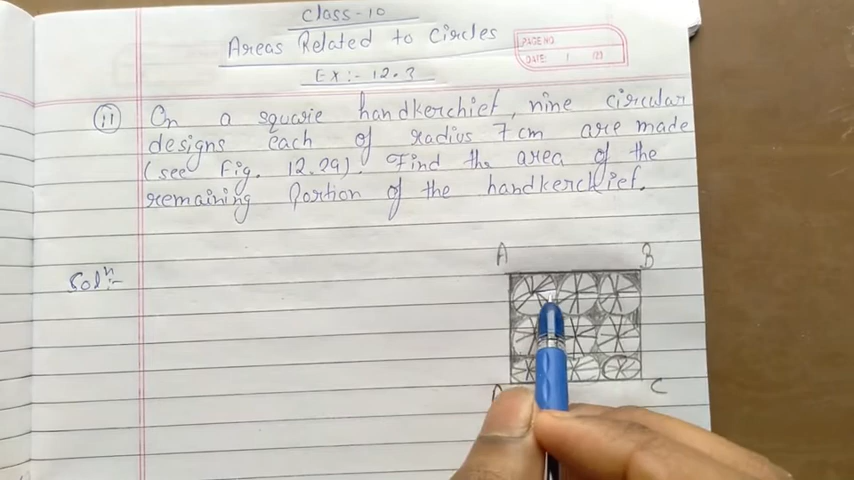 Class-10
Areas Related to Circles
PAGE NO.
DATE: / /20
Ex:- 12.3
(11) On a square handkerchief, nine circular
designs each of radius 7 cm are made
(see Fig. 12.29). Find the area of the
remaining Portion of the handkerchief.
Solⁿ:-
A B
C